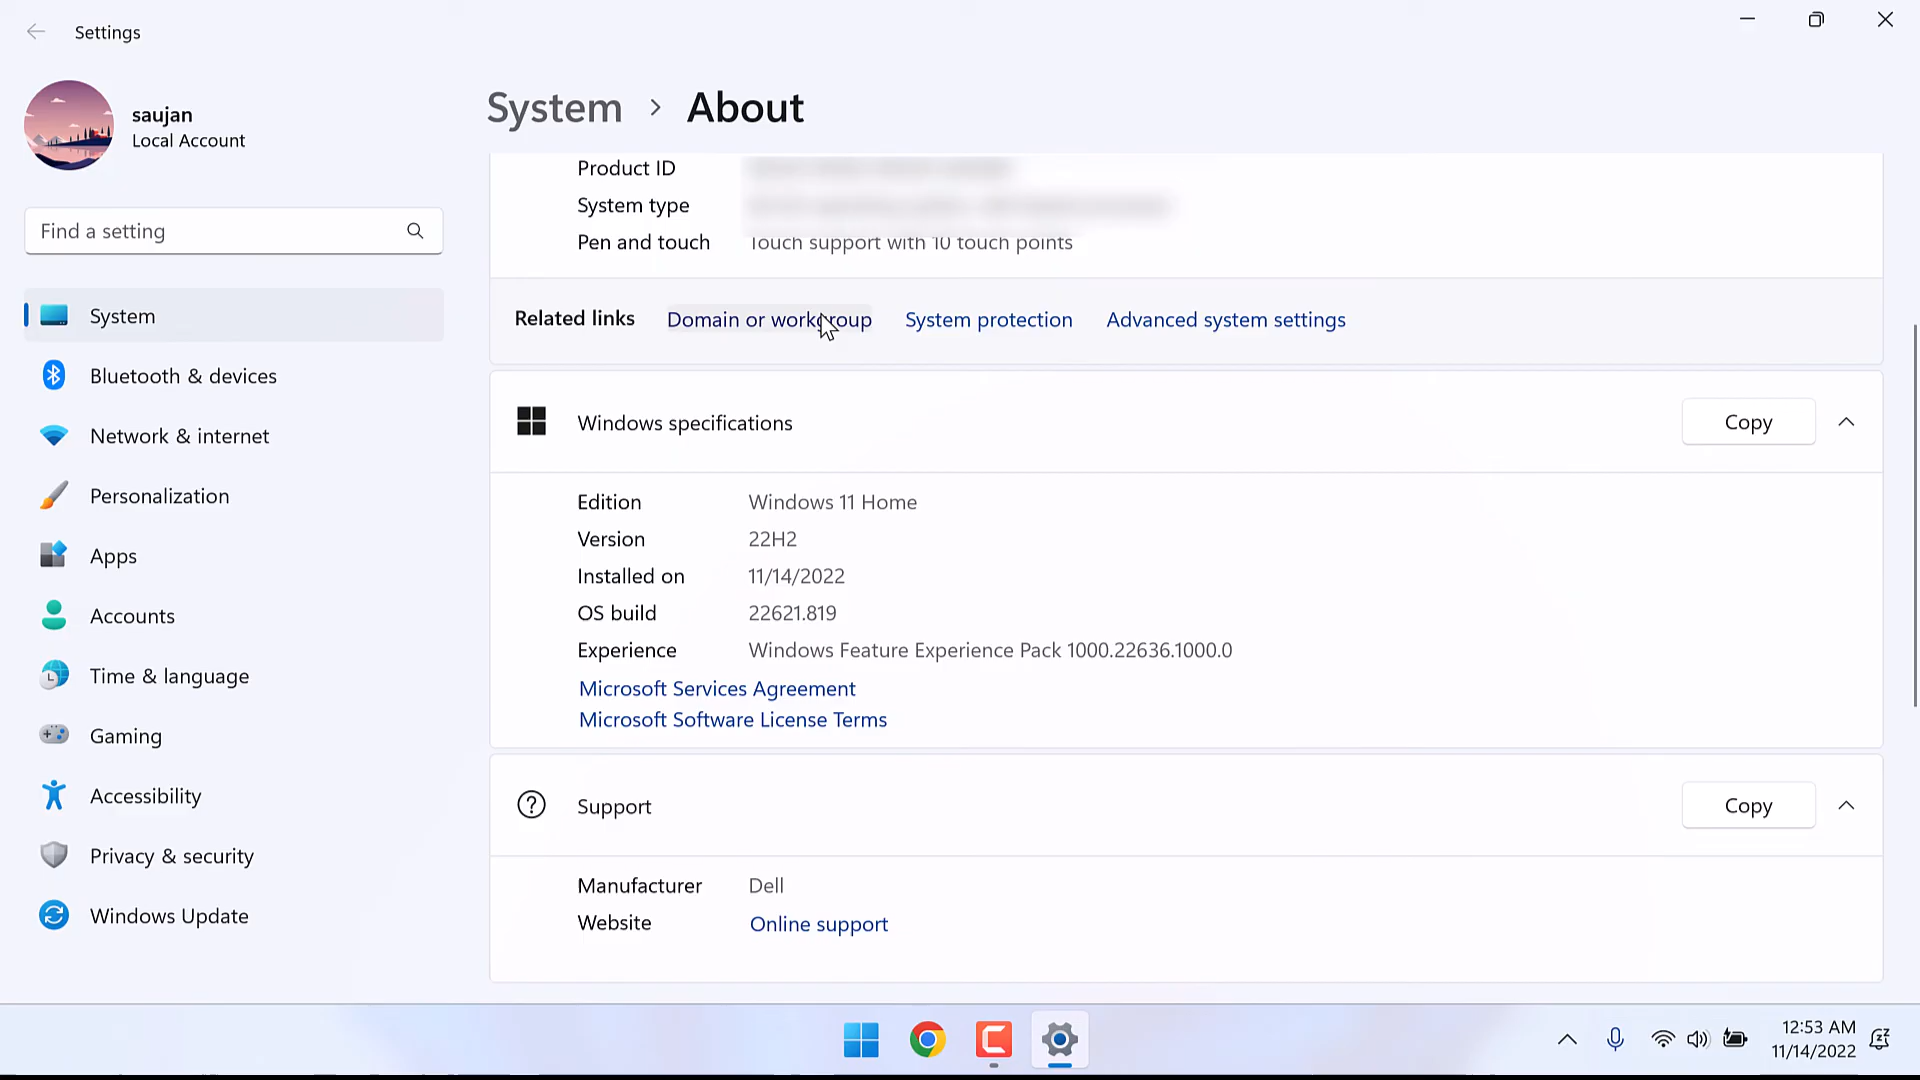 Settings
saujan
Local Account
Find a setting
System
Bluetooth & devices
Network & internet
Personalization
Apps
Accounts
Time & language
Gaming
Accessibility
Privacy & security
Windows Update
System > About
Product ID
System type
Pen and touch Touch support with 10 touch points
Related links Domain or workgroup System protection Advanced system settings
Windows specifications Copy
Edition Windows 11 Home
Version 22H2
Installed on 11/14/2022
OS build 22621.819
Experience Windows Feature Experience Pack 1000.22636.1000.0
Microsoft Services Agreement
Microsoft Software License Terms
Support Copy
Manufacturer Dell
Website Online support
12:53 AM
11/14/2022